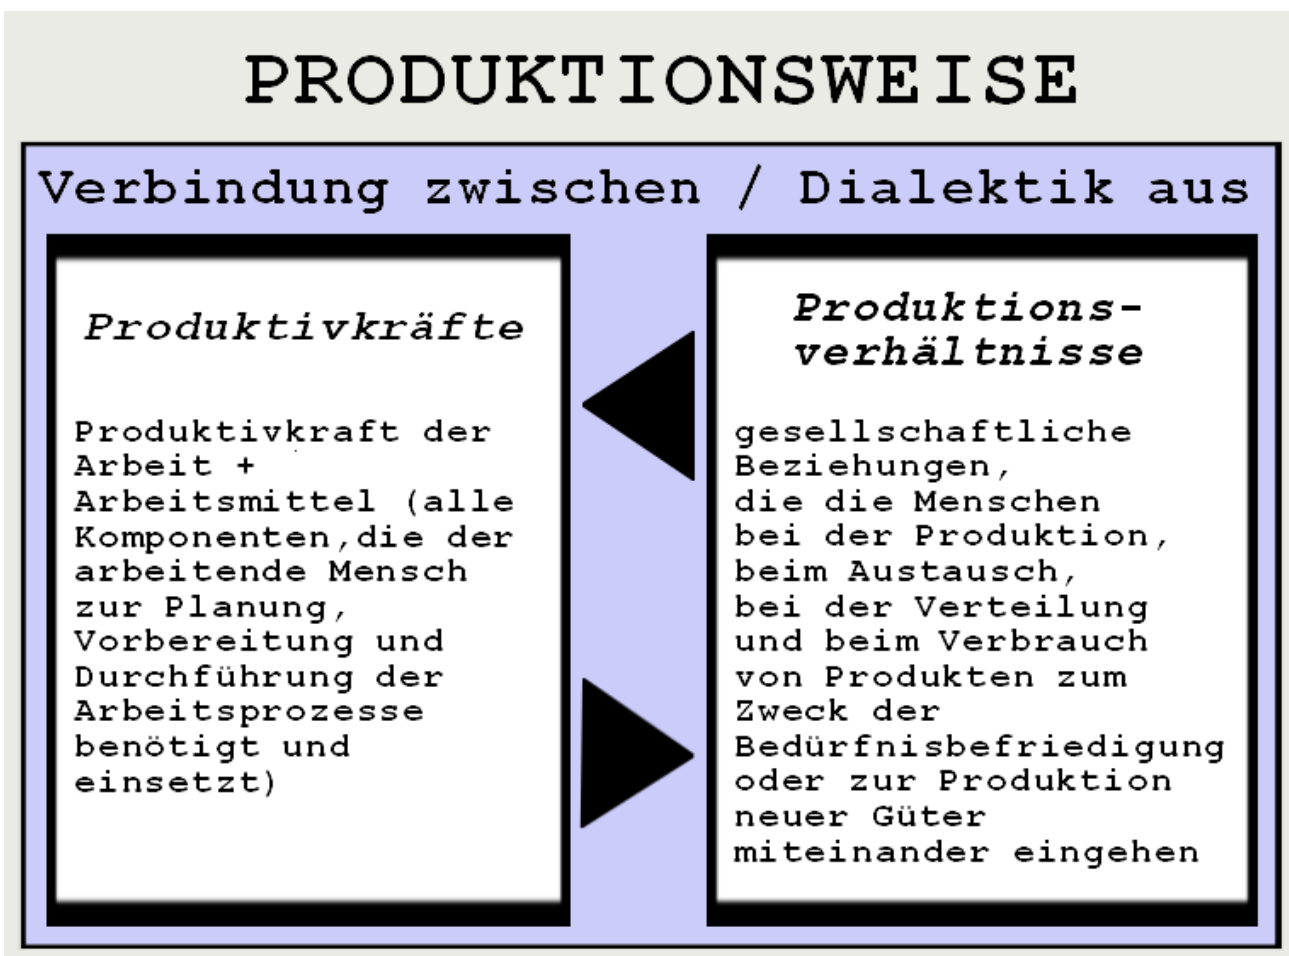 PRODUKTIONSWEISE
Verbindung zwischen / Dialektik aus
Produktivkräfte
Produktivkraft der
Arbeit +
Arbeitsmittel (alle
Komponenten,die der
arbeitende Mensch
zur Planung,
Vorbereitung und
Durchführung der
Arbeitsprozesse
benötigt und
einsetzt)
Produktions-
verhältnisse
gesellschaftliche
Beziehungen,
die die Menschen
bei der Produktion,
beim Austausch,
bei der Verteilung
und beim Verbrauch
von Produkten zum
Zweck der
Bedürfnisbefriedigung
oder zur Produktion
neuer Güter
miteinander eingehen